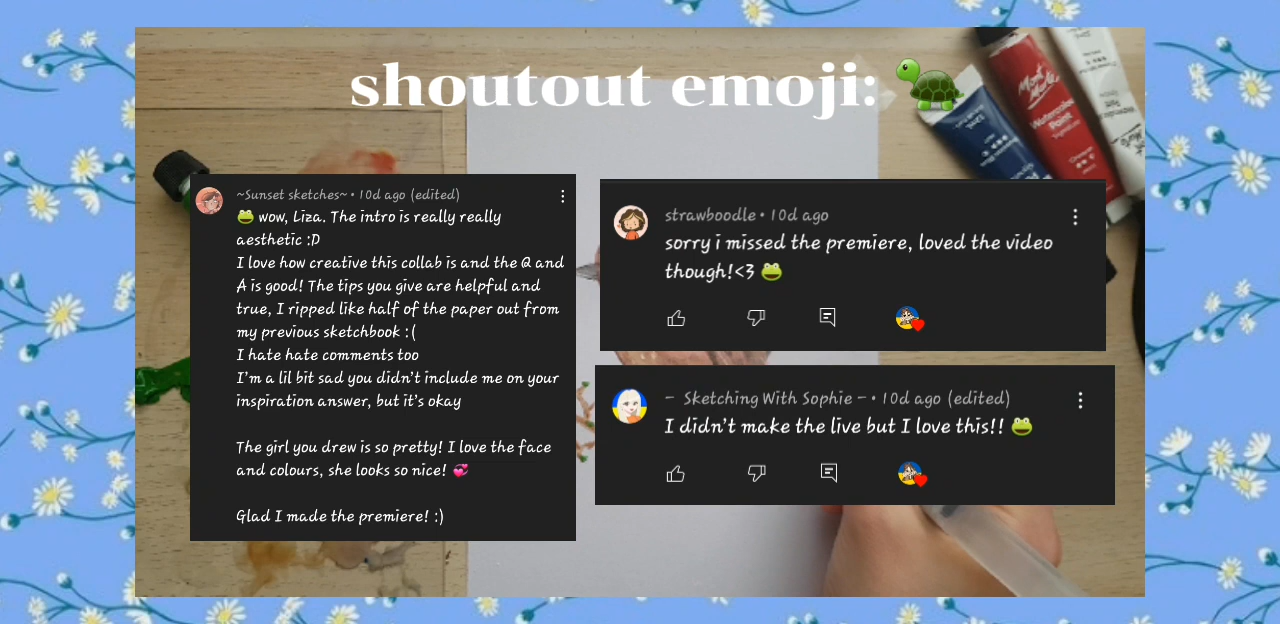 shoutout emoji: 🐢
~Sunset sketches~ • 10d ago (edited)
🐸 wow, Liza. The intro is really really
aesthetic :D
I love how creative this collab is and the Q and
A is good! The tips you give are helpful and
true, I ripped like half of the paper out from
my previous sketchbook :(
I hate hate comments too
I'm a lil bit sad you didn't include me on your
inspiration answer, but it's okay
The girl you drew is so pretty! I love the face
and colours, she looks so nice! 💞
Glad I made the premiere! :)
strawboodle • 10d ago
sorry i missed the premiere, loved the video
though!<3 🐸
– Sketching With Sophie – • 10d ago (edited)
I didn't make the live but I love this!! 🐸
Mont
Marte
Watercolor
Paint